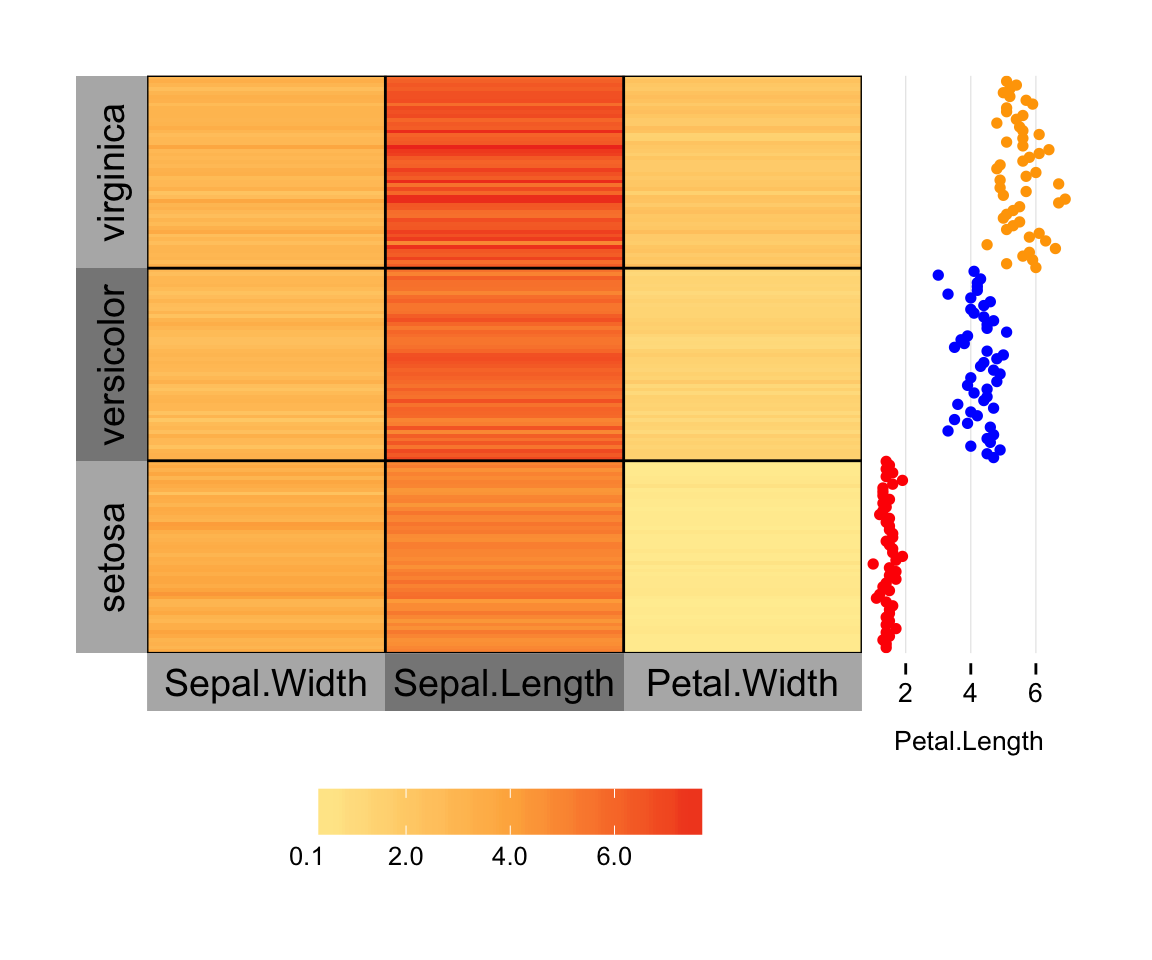 virginica
versicolor
setosa
Sepal.Width Sepal.Length Petal.Width
2 4 6
Petal.Length
0.1 2.0 4.0 6.0